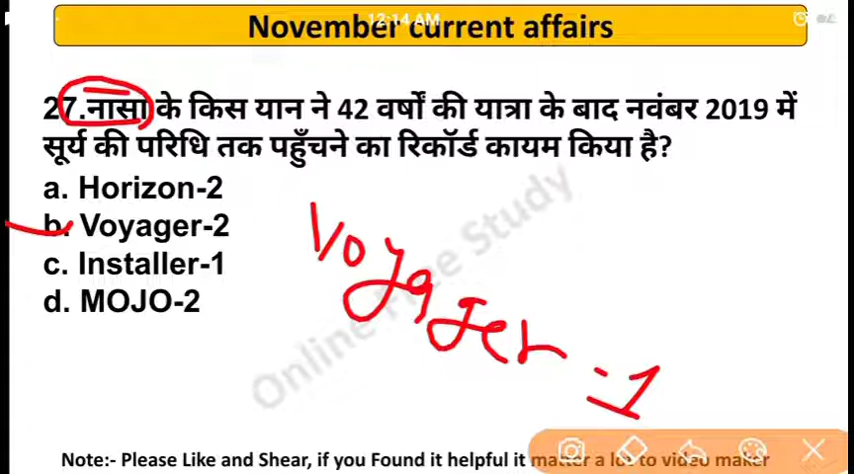 November current affairs
12:14 AM
27.नासा के किस यान ने 42 वर्षों की यात्रा के बाद नवंबर 2019 में
सूर्य की परिधि तक पहुँचने का रिकॉर्ड कायम किया है?
a. Horizon-2
b. Voyager-2
c. Installer-1
d. MOJO-2
Voyager -1
Online Free Study
Note:- Please Like and Shear, if you Found it helpful it matter a lot to video maker